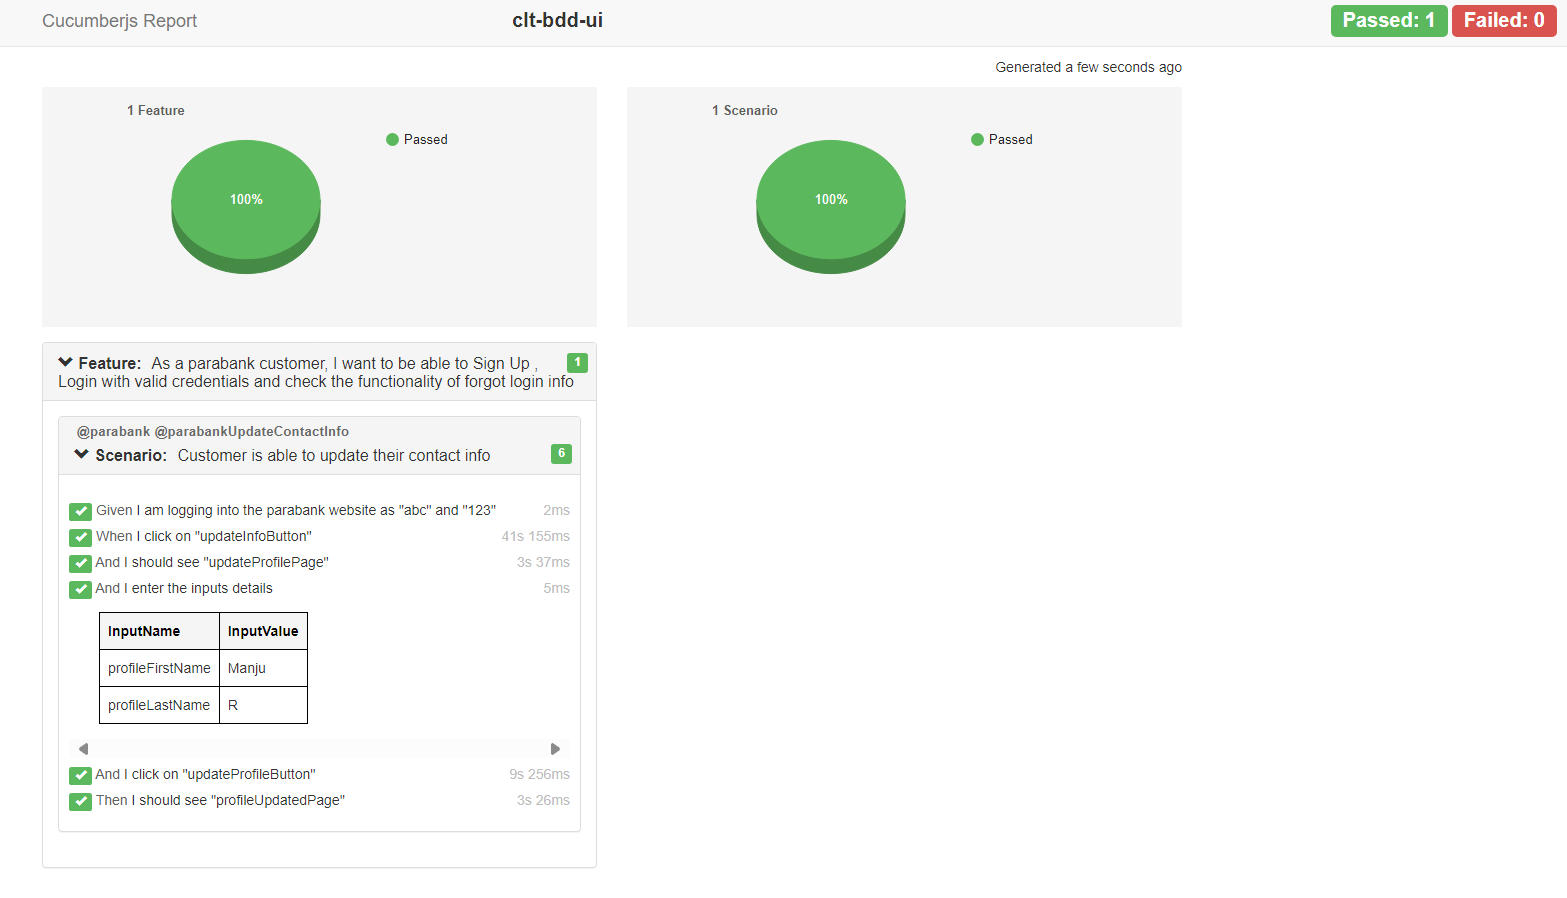 Cucumberjs Report
clt-bdd-ui
Passed: 1
Failed: 0
Generated a few seconds ago
1 Feature
Passed
100%
1 Scenario
Passed
100%
Feature: As a parabank customer, I want to be able to Sign Up , 1
Login with valid credentials and check the functionality of forgot login info
@parabank @parabankUpdateContactInfo
Scenario: Customer is able to update their contact info 6
Given I am logging into the parabank website as "abc" and "123" 2ms
When I click on "updateInfoButton" 41s 155ms
And I should see "updateProfilePage" 3s 37ms
And I enter the inputs details 5ms
InputName InputValue
profileFirstName Manju
profileLastName R
And I click on "updateProfileButton" 9s 256ms
Then I should see "profileUpdatedPage" 3s 26ms